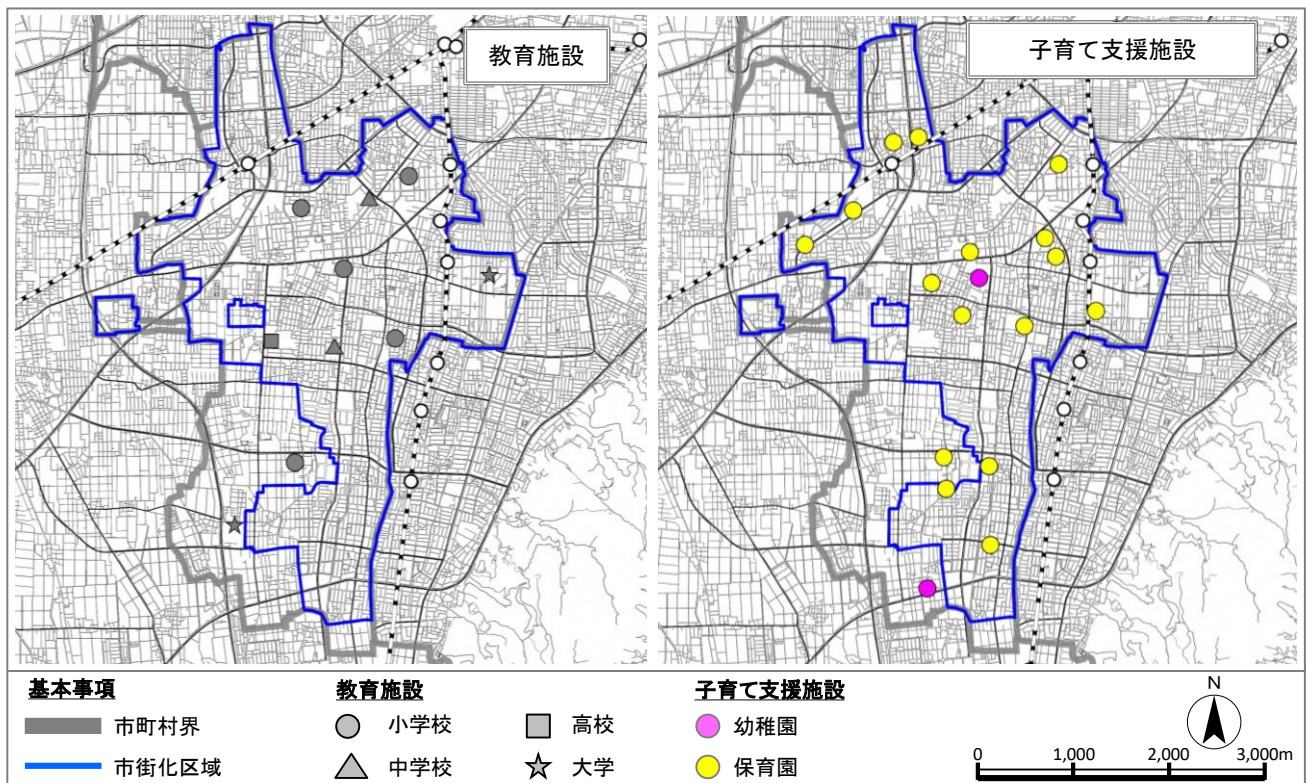 教育施設
子育て支援施設
基本事項
市町村界
市街化区域
教育施設
小学校
中学校
高校
大学
子育て支援施設
幼稚園
保育園
N
0 1,000 2,000 3,000m